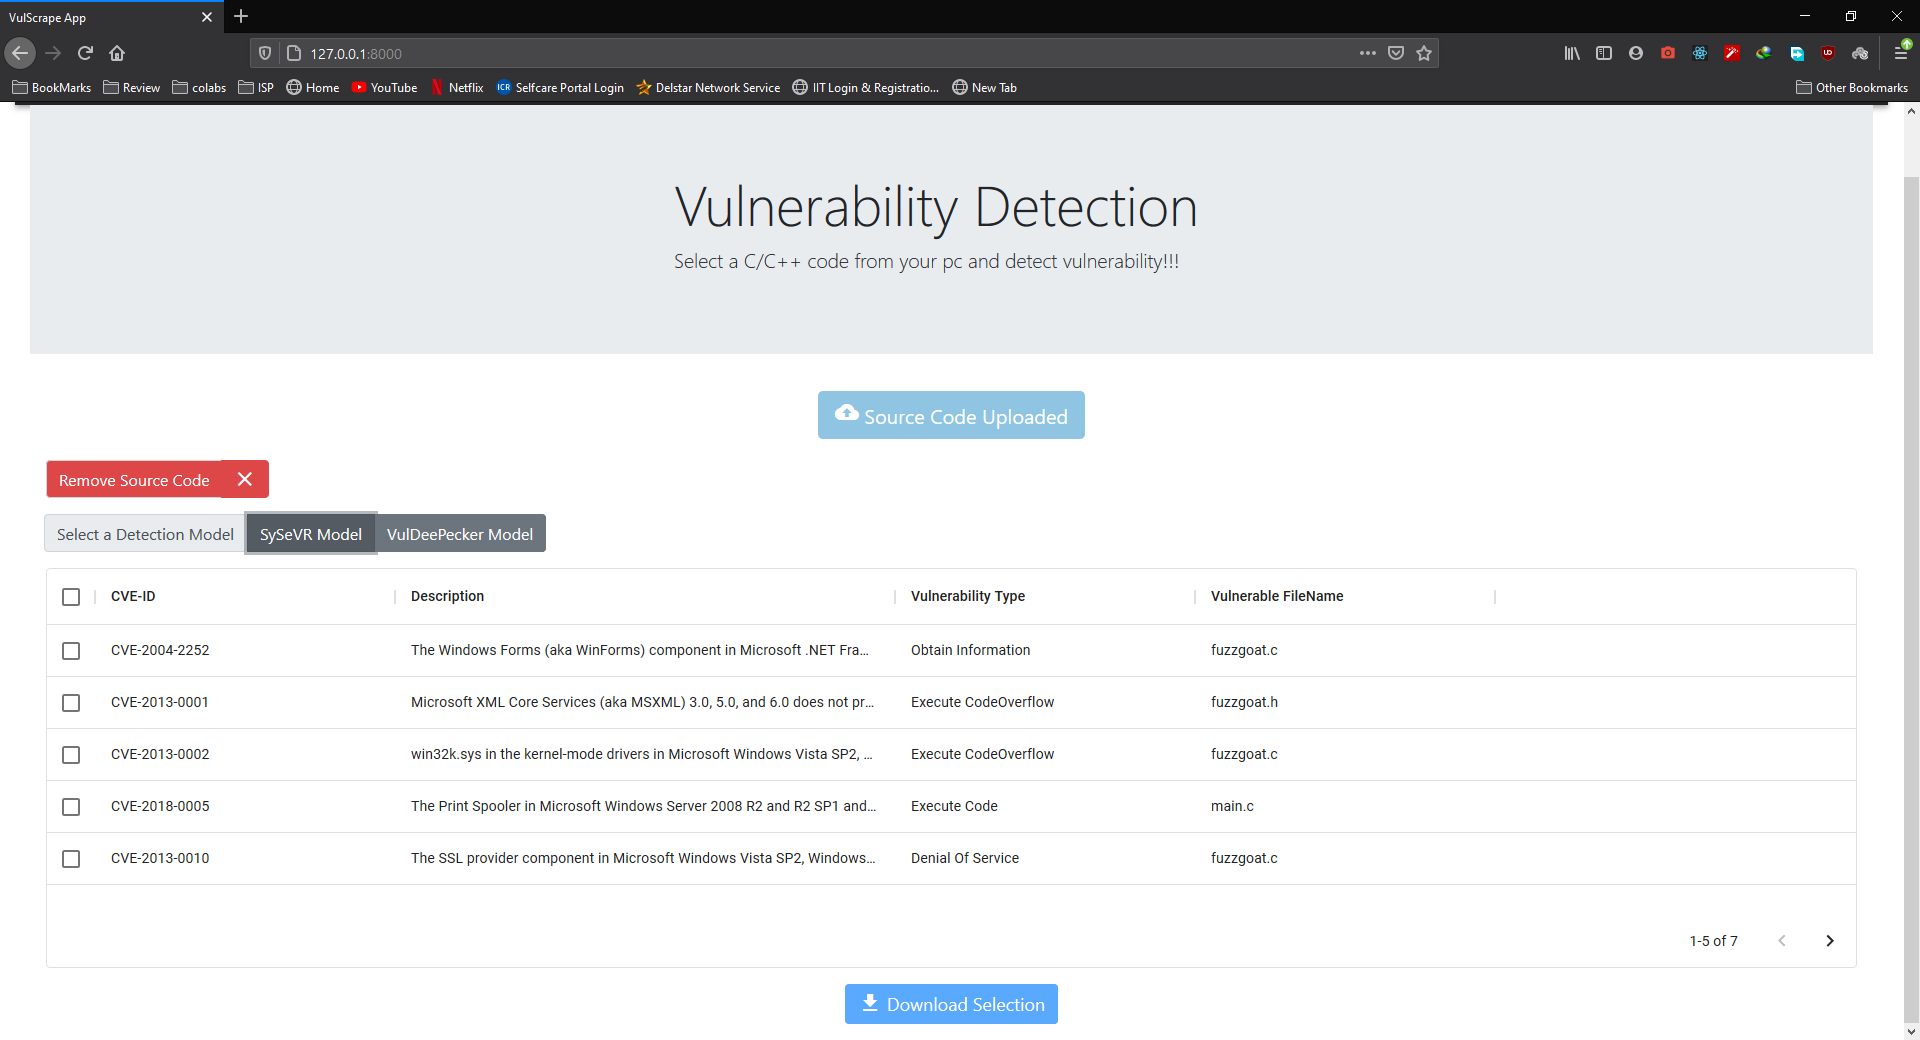 VulScrape App
127.0.0.1:8000
BookMarks Review colabs ISP Home YouTube Netflix ICR Selfcare Portal Login Delstar Network Service IIT Login & Registratio... New Tab Other Bookmarks
Vulnerability Detection
Select a C/C++ code from your pc and detect vulnerability!!!
Source Code Uploaded
Remove Source Code
Select a Detection Model SySeVR Model VulDeePecker Model
CVE-ID Description Vulnerability Type Vulnerable FileName
CVE-2004-2252 The Windows Forms (aka WinForms) component in Microsoft .NET Fra... Obtain Information fuzzgoat.c
CVE-2013-0001 Microsoft XML Core Services (aka MSXML) 3.0, 5.0, and 6.0 does not pr... Execute CodeOverflow fuzzgoat.h
CVE-2013-0002 win32k.sys in the kernel-mode drivers in Microsoft Windows Vista SP2, ... Execute CodeOverflow fuzzgoat.c
CVE-2018-0005 The Print Spooler in Microsoft Windows Server 2008 R2 and R2 SP1 and... Execute Code main.c
CVE-2013-0010 The SSL provider component in Microsoft Windows Vista SP2, Windows... Denial Of Service fuzzgoat.c
1-5 of 7
Download Selection